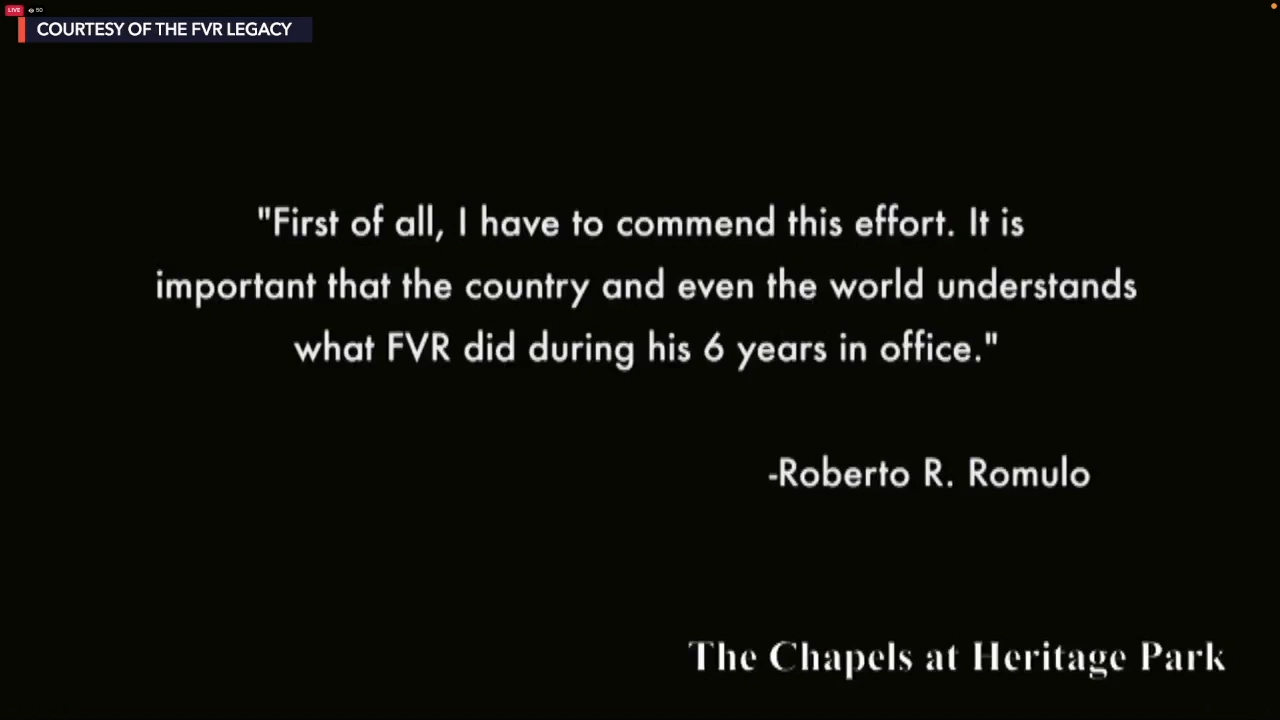 LIVE 50
COURTESY OF THE FVR LEGACY
"First of all, I have to commend this effort. It is
important that the country and even the world understands
what FVR did during his 6 years in office."
-Roberto R. Romulo
The Chapels at Heritage Park